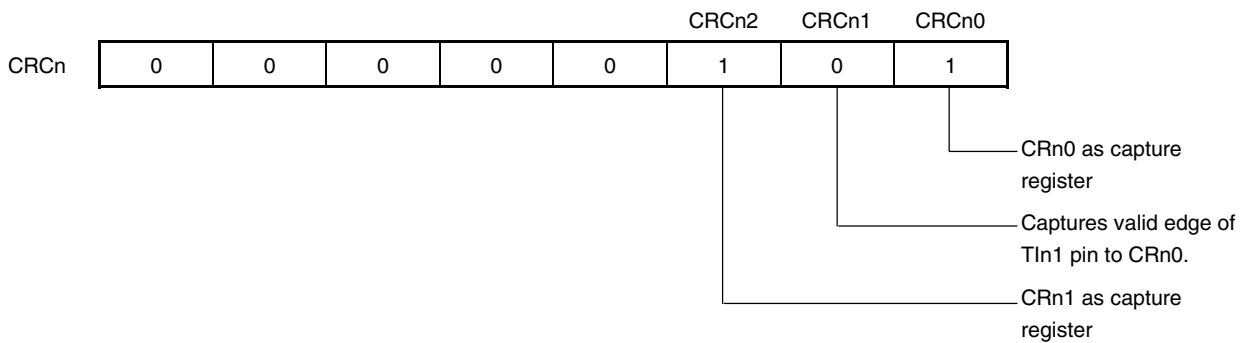 CRCn2 CRCn1 CRCn0
CRCn 0 0 0 0 0 1 0 1
CRn0 as capture
register
Captures valid edge of
TIn1 pin to CRn0.
CRn1 as capture
register